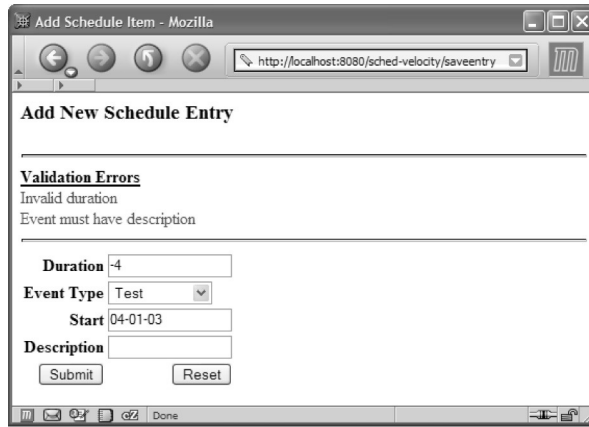 Add Schedule Item - Mozilla
http://localhost:8080/sched-velocity/saveentry
Add New Schedule Entry
Validation Errors
Invalid duration
Event must have description
Duration -4
Event Type Test
Start 04-01-03
Description
Submit Reset
Done